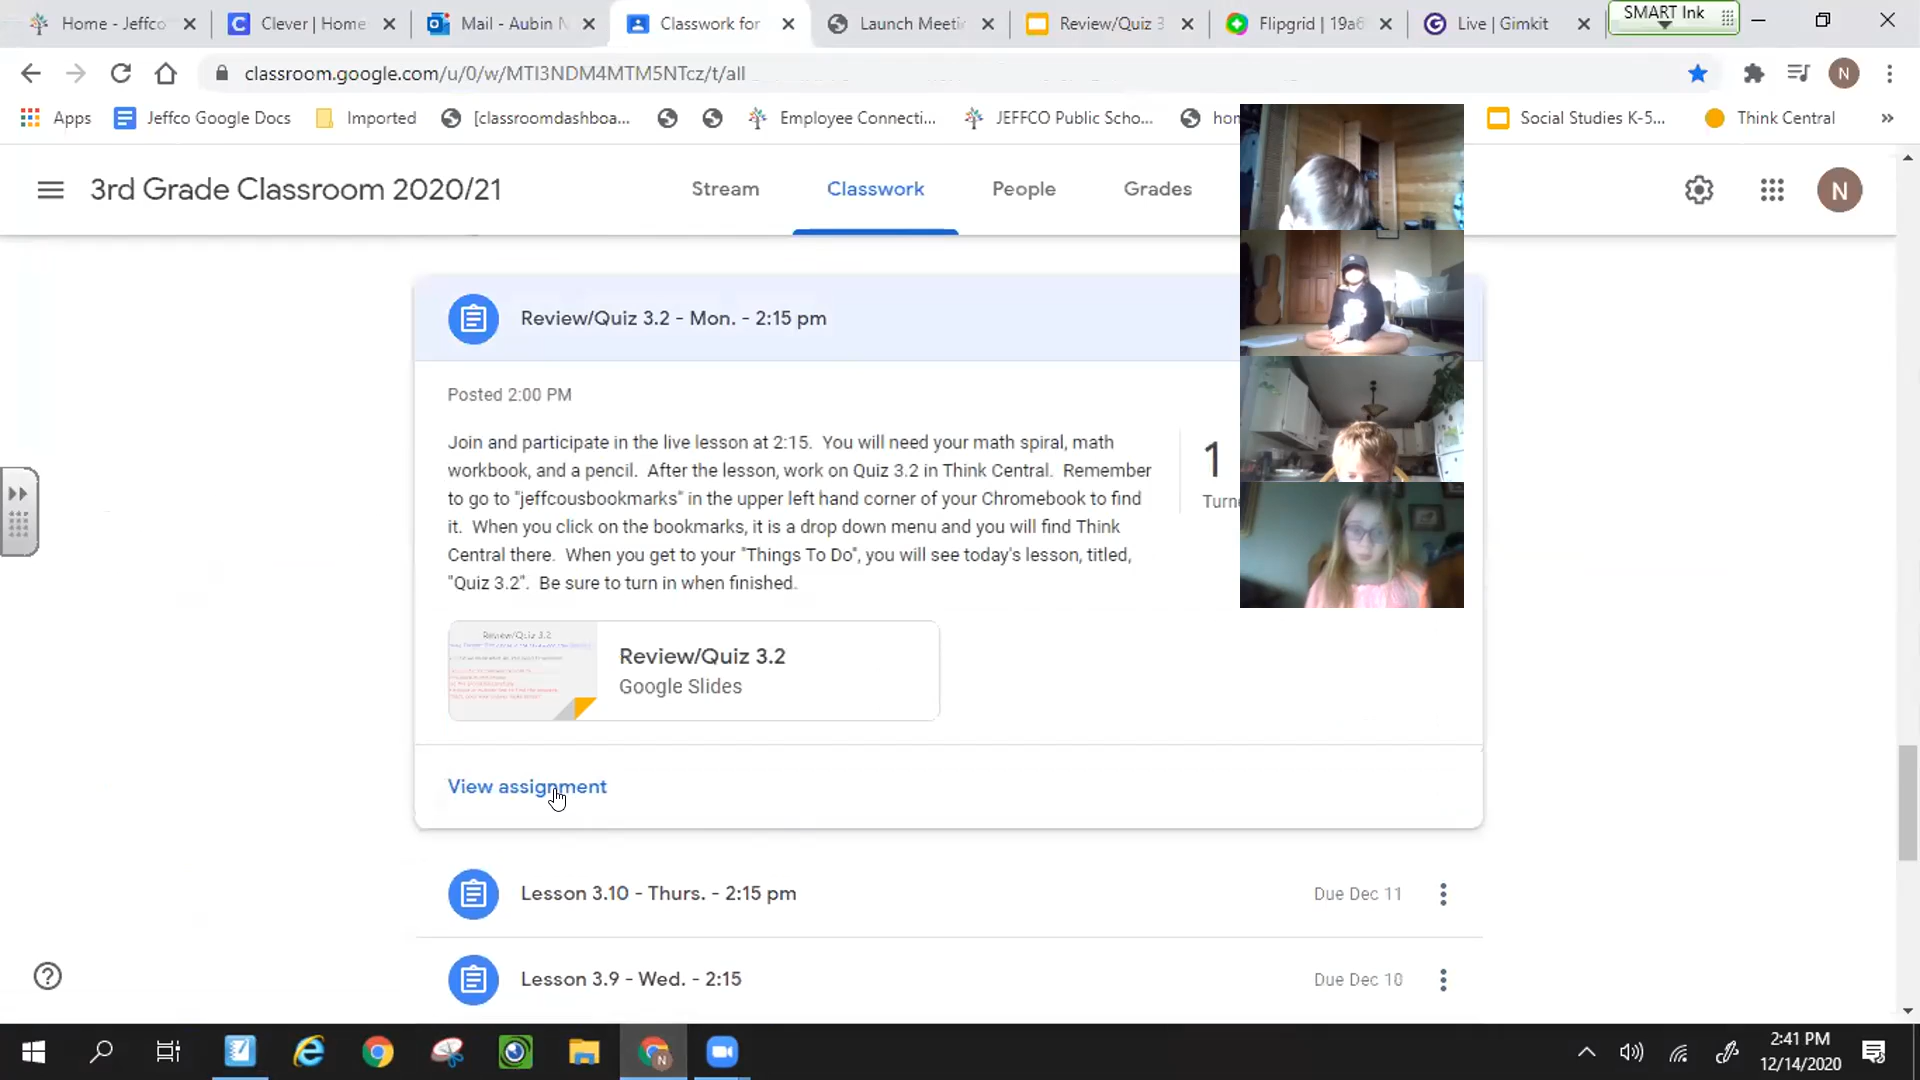 Home - Jeffco
Clever | Home
Mail - Aubin N
Classwork for
Launch Meeti
Review/Quiz 3
Flipgrid | 19a6
Live | Gimkit
SMART Ink
classroom.google.com/u/0/w/MTI3NDM4MTM5NTcz/t/all
N
Apps
Jeffco Google Docs
Imported
[classroomdashboa...
Employee Connecti...
JEFFCO Public Scho...
hom
Social Studies K-5...
Think Central
»
3rd Grade Classroom 2020/21
Stream
Classwork
People
Grades
N
Review/Quiz 3.2 - Mon. - 2:15 pm
Posted 2:00 PM
Join and participate in the live lesson at 2:15. You will need your math spiral, math
workbook, and a pencil. After the lesson, work on Quiz 3.2 in Think Central. Remember
to go to "jeffcousbookmarks" in the upper left hand corner of your Chromebook to find
it. When you click on the bookmarks, it is a drop down menu and you will find Think
Central there. When you get to your "Things To Do", you will see today's lesson, titled,
"Quiz 3.2". Be sure to turn in when finished.
1
Turne
Review/Quiz 3.2
Review/Quiz 3.2
Google Slides
View assignment
Lesson 3.10 - Thurs. - 2:15 pm
Due Dec 11
Lesson 3.9 - Wed. - 2:15
Due Dec 10
2:41 PM
12/14/2020